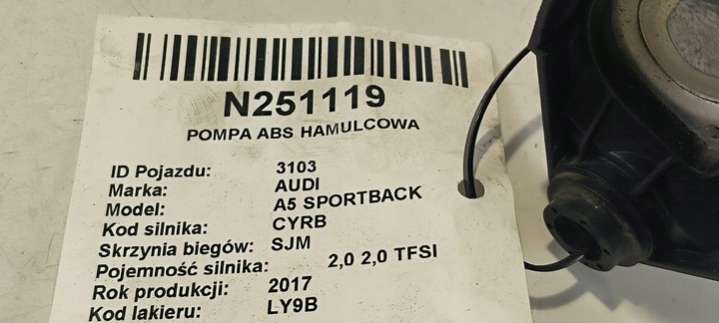 N251119
POMPA ABS HAMULCOWA
ID Pojazdu: 3103
Marka: AUDI
Model: A5 SPORTBACK
Kod silnika: CYRB
Skrzynia biegów: SJM
Pojemność silnika: 2,0 2,0 TFSI
Rok produkcji: 2017
Kod lakieru: LY9B